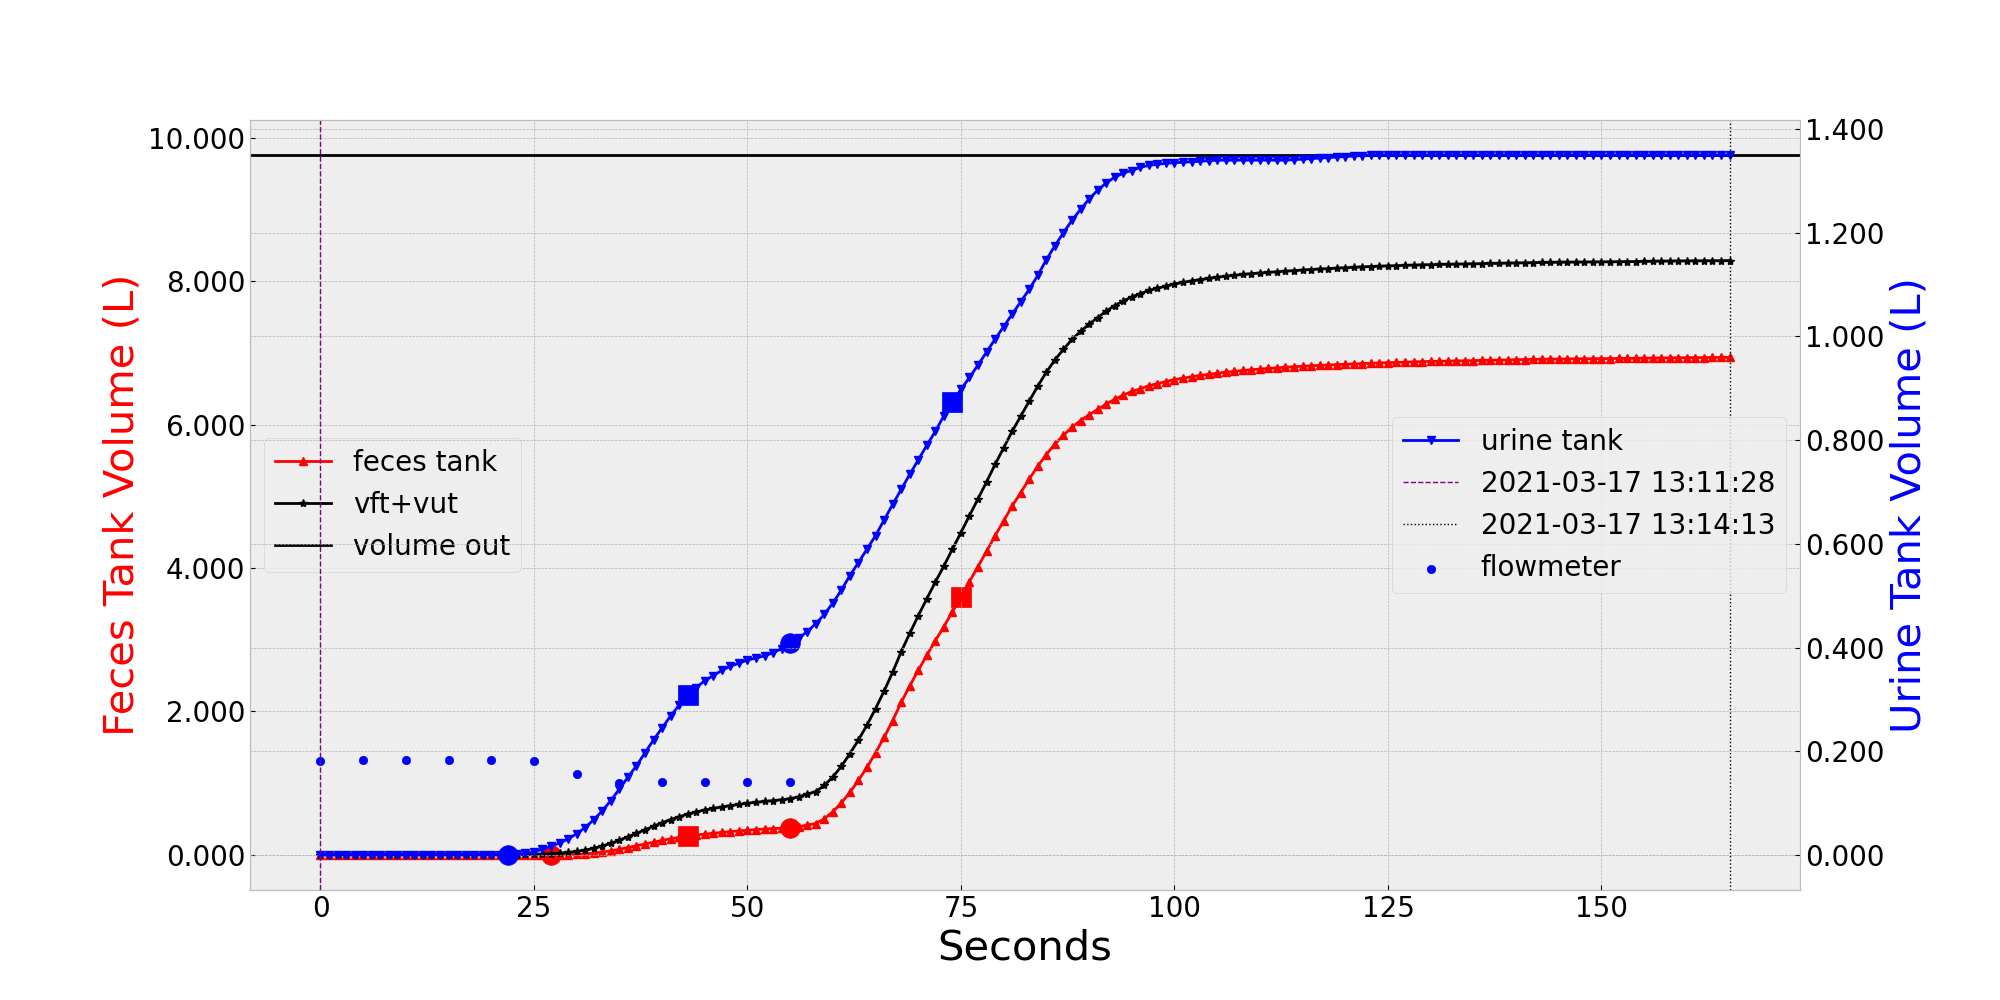 10.000
8.000
6.000
4.000
2.000
0.000
Feces Tank Volume (L)
1.400
1.200
1.000
0.800
0.600
0.400
0.200
0.000
Urine Tank Volume (L)
feces tank
vft+vut
volume out
urine tank
2021-03-17 13:11:28
2021-03-17 13:14:13
flowmeter
0 25 50 75 100 125 150
Seconds